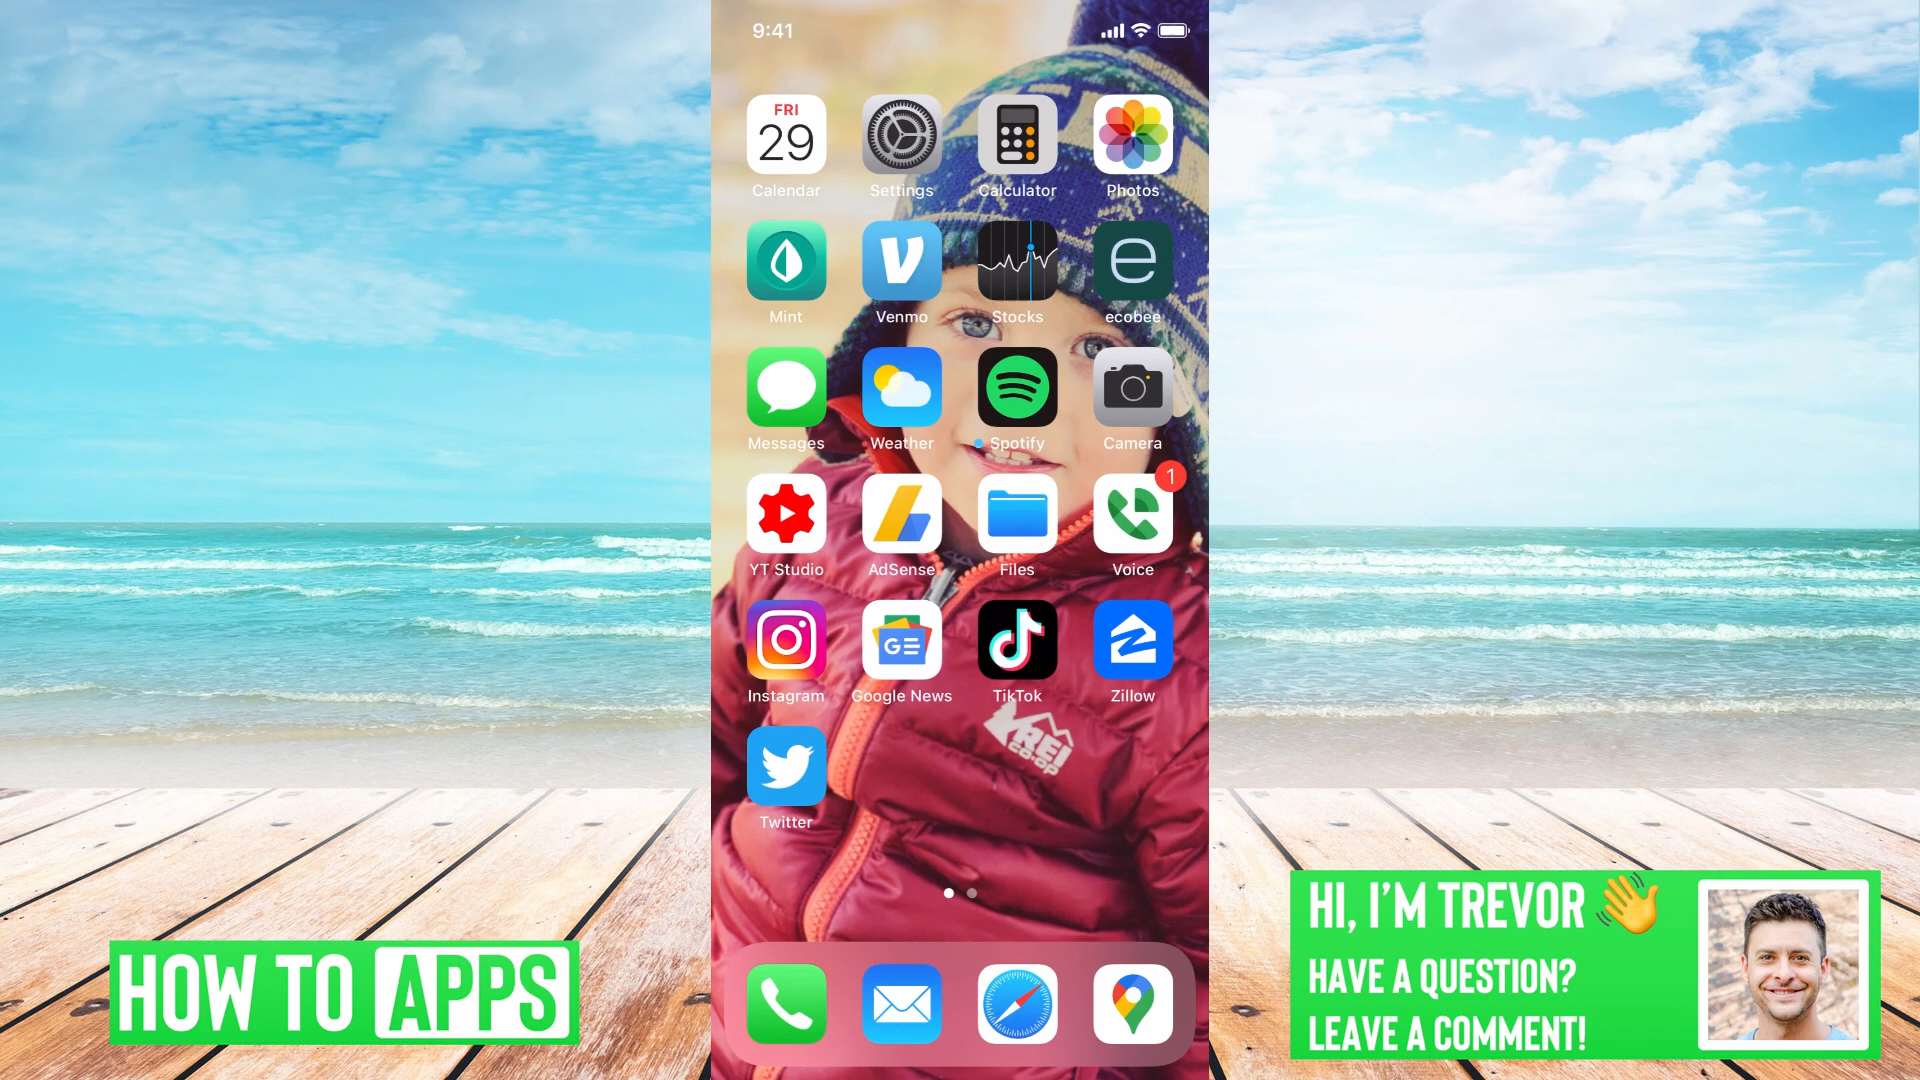 9:41
FRI
29
Calendar
Settings
Calculator
Photos
Mint
Venmo
Stocks
ecobee
Messages
Weather
Spotify
Camera
1
YT Studio
AdSense
Files
Voice
Instagram
Google News
TikTok
Zillow
REI
CO·OP
Twitter
HOW TO APPS
HI, I'M TREVOR
HAVE A QUESTION?
LEAVE A COMMENT!